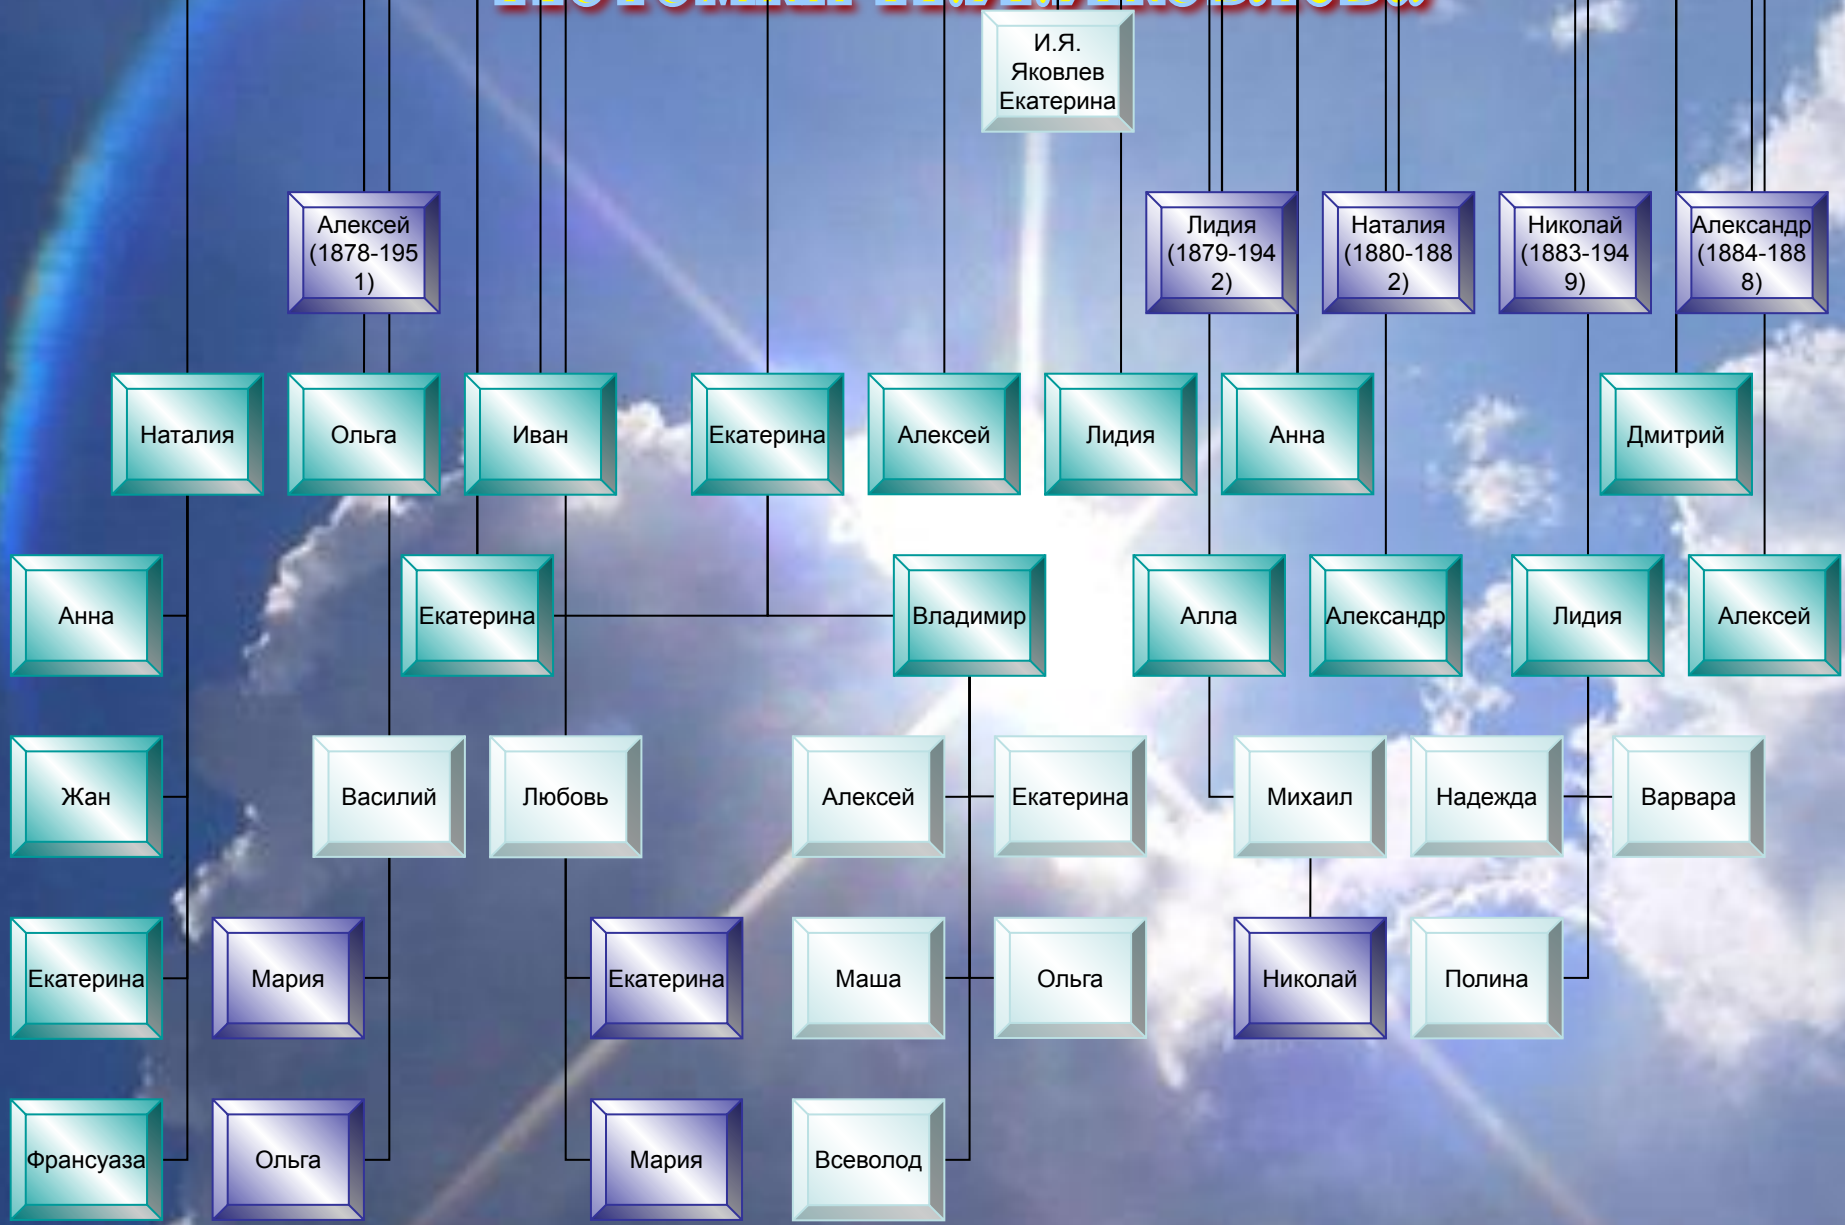 И.Я.
Яковлев
Екатерина
Алексей
(1878-195
1)
Лидия
(1879-194
2)
Наталия
(1880-188
2)
Николай
(1883-194
9)
Александр
(1884-188
8)
Наталия
Ольга
Иван
Екатерина
Алексей
Лидия
Анна
Дмитрий
Анна
Екатерина
Владимир
Алла
Александр
Лидия
Алексей
Жан
Василий
Любовь
Алексей
Екатерина
Михаил
Надежда
Варвара
Екатерина
Мария
Екатерина
Маша
Ольга
Николай
Полина
Франсуаза
Ольга
Мария
Всеволод